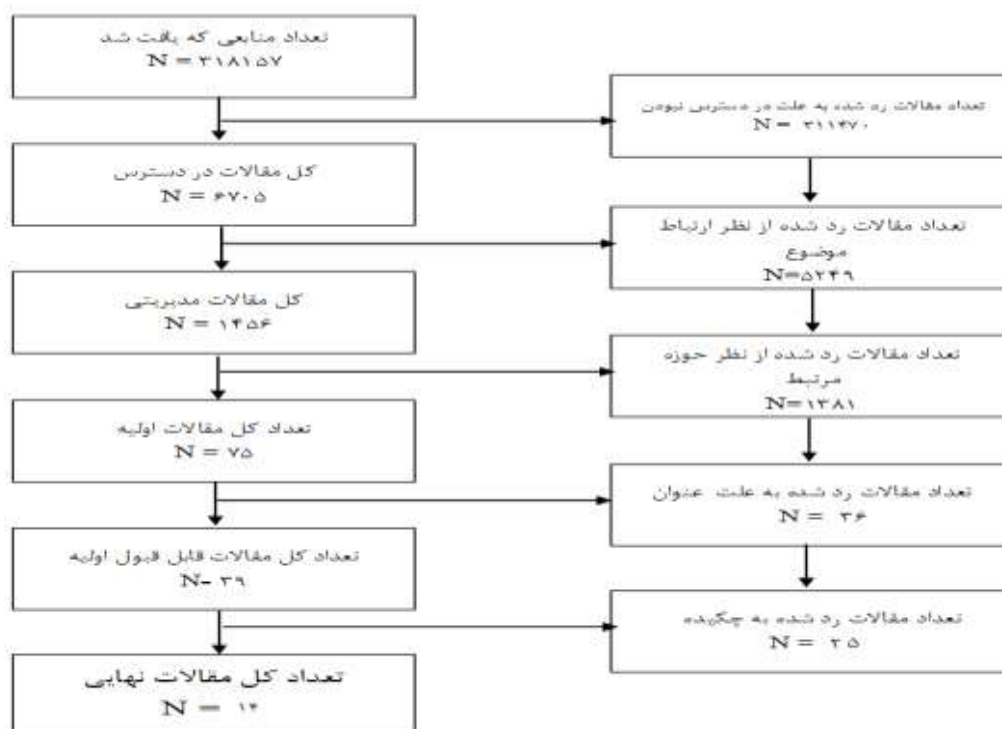 تعداد منابعی که یافت شد
N = ۳۱۸۱۵۷
تعداد مقالات رد شده به علت در دسترس نبودن
N = ۳۱۱۴۷۰
کل مقالات در دسترس
N = ۶۷۰۵
تعداد مقالات رد شده از نظر ارتباط
موضوع
N=۵۲۴۹
کل مقالات مدیریتی
N = ۱۴۵۶
تعداد مقالات رد شده از نظر حوزه
مرتبط
N=۱۳۸۱
تعداد کل مقالات اولیه
N = ۷۵
تعداد مقالات رد شده به علت عنوان
N = ۳۶
تعداد کل مقالات قابل قبول اولیه
N= ۳۹
تعداد مقالات رد شده به چکیده
N = ۲۵
تعداد کل مقالات نهایی
N = ۱۴